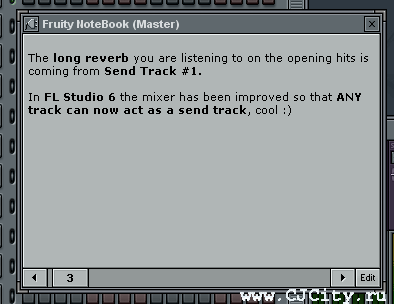 Fruity NoteBook (Master)
The long reverb you are listening to on the opening hits is
coming from Send Track #1.
In FL Studio 6 the mixer has been improved so that ANY
track can now act as a send track, cool :)
3
Edit
www.CJCity.ru